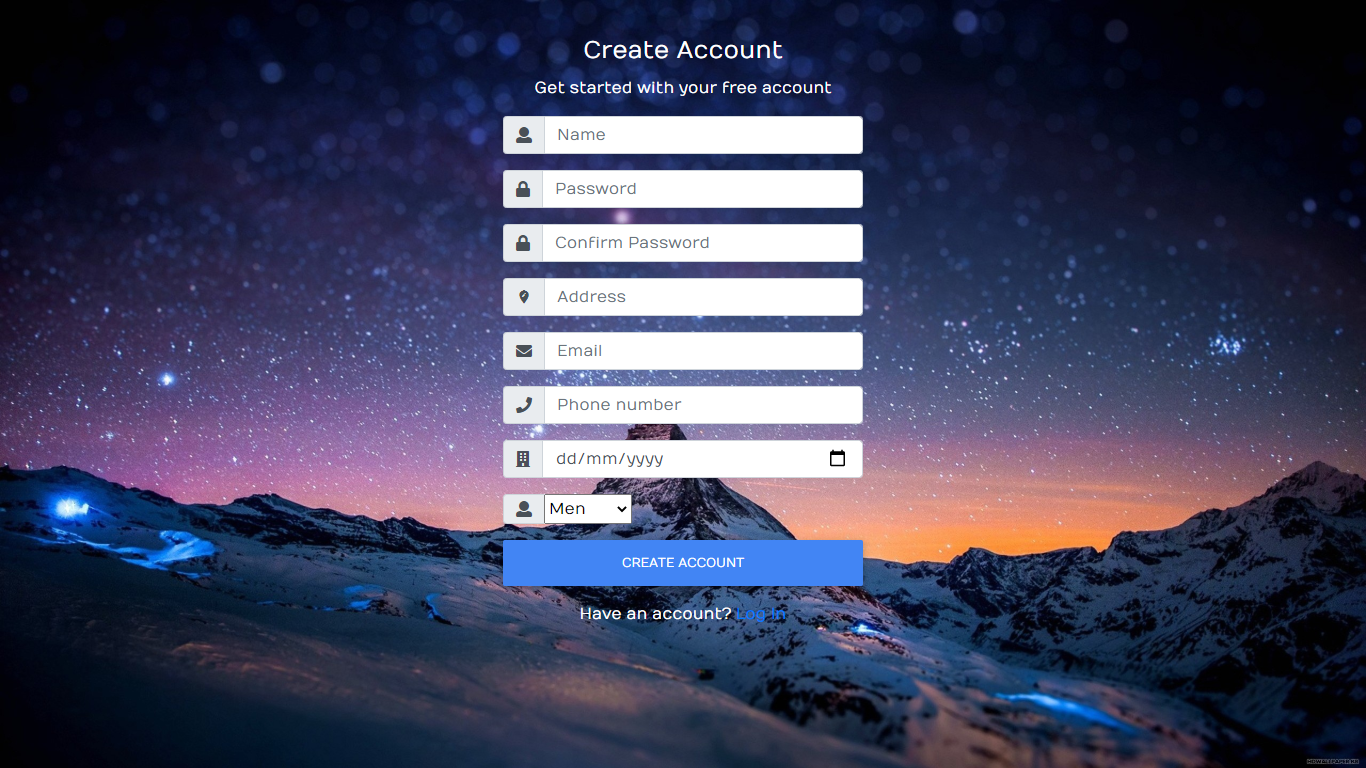 Create Account
Get started with your free account
Name
Password
Confirm Password
Address
Email
Phone number
dd/mm/yyyy
Men
CREATE ACCOUNT
Have an account? Log In